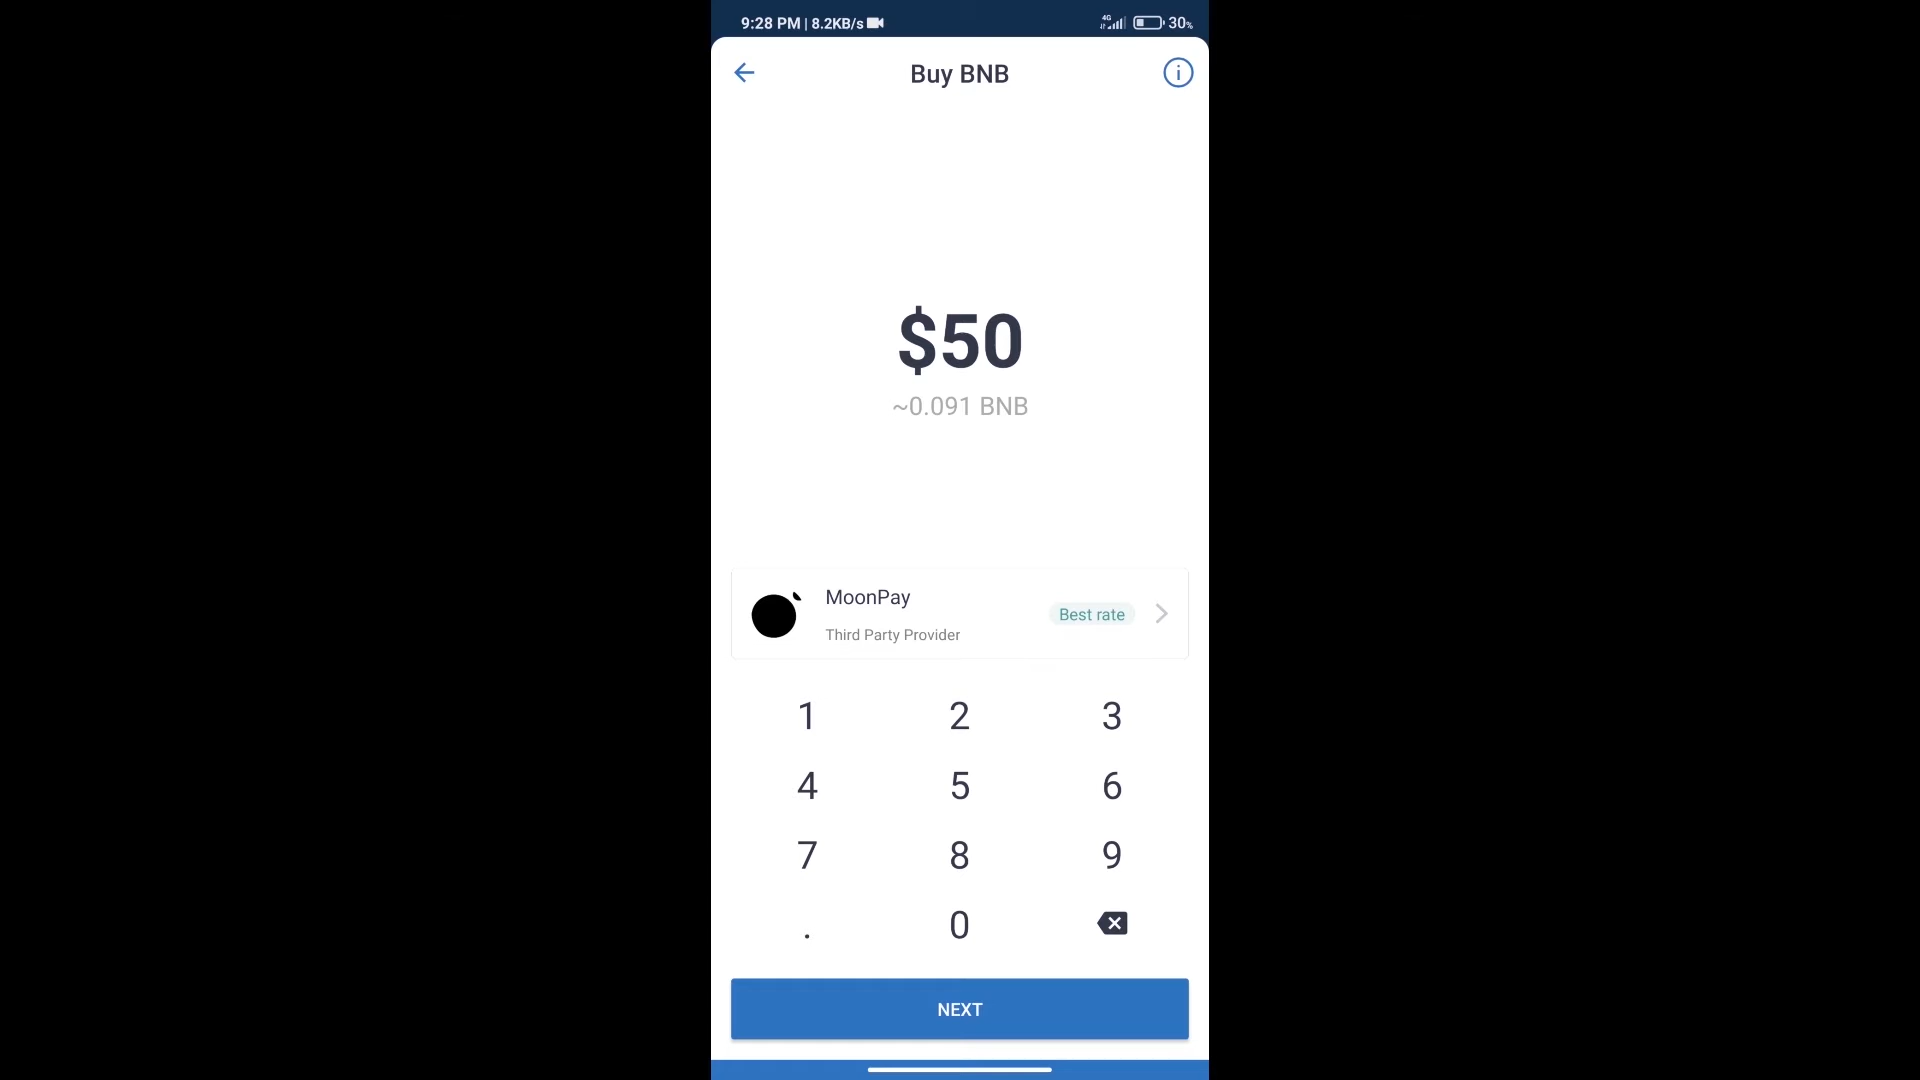 9:28 PM | 8.2KB/s 4G 30%
Buy BNB
$50
~0.091 BNB
MoonPay
Best rate
Third Party Provider
1 2 3
4 5 6
7 8 9
. 0
NEXT